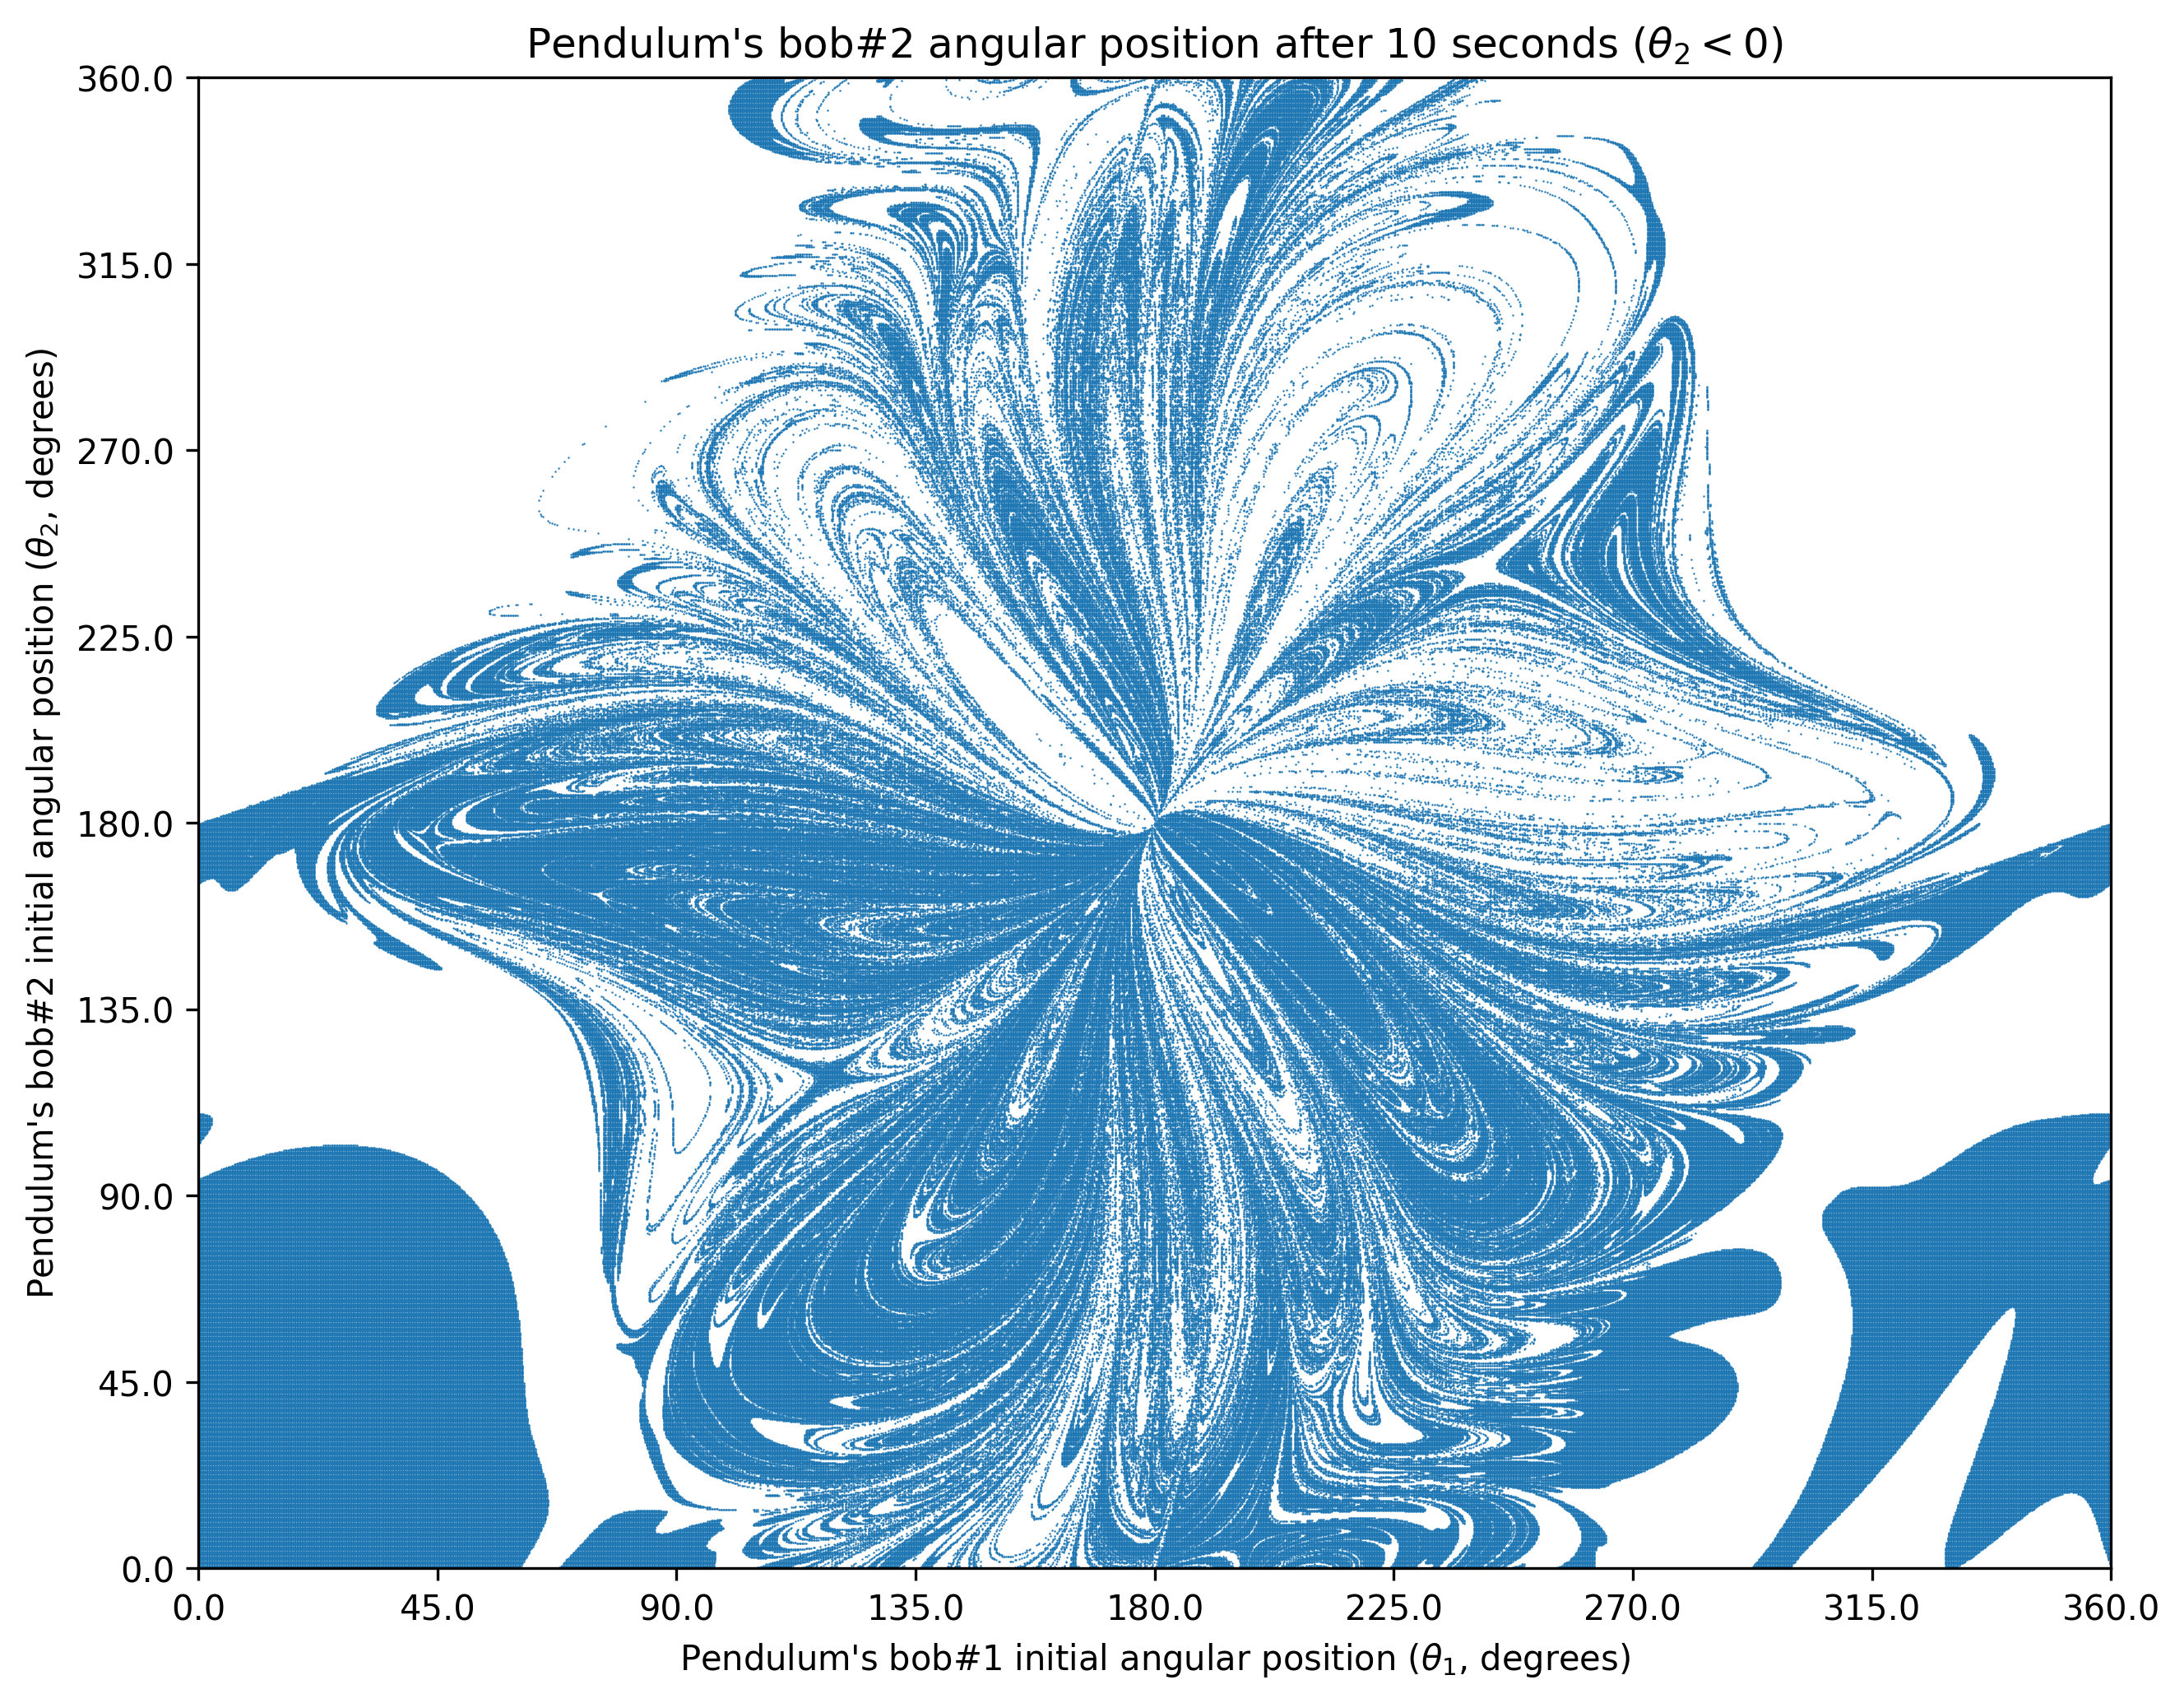 Pendulum's bob#2 angular position after 10 seconds (θ₂ < 0)
Pendulum's bob#2 initial angular position (θ₂, degrees)
360.0
315.0
270.0
225.0
180.0
135.0
90.0
45.0
0.0
0.0 45.0 90.0 135.0 180.0 225.0 270.0 315.0 360.0
Pendulum's bob#1 initial angular position (θ₁, degrees)